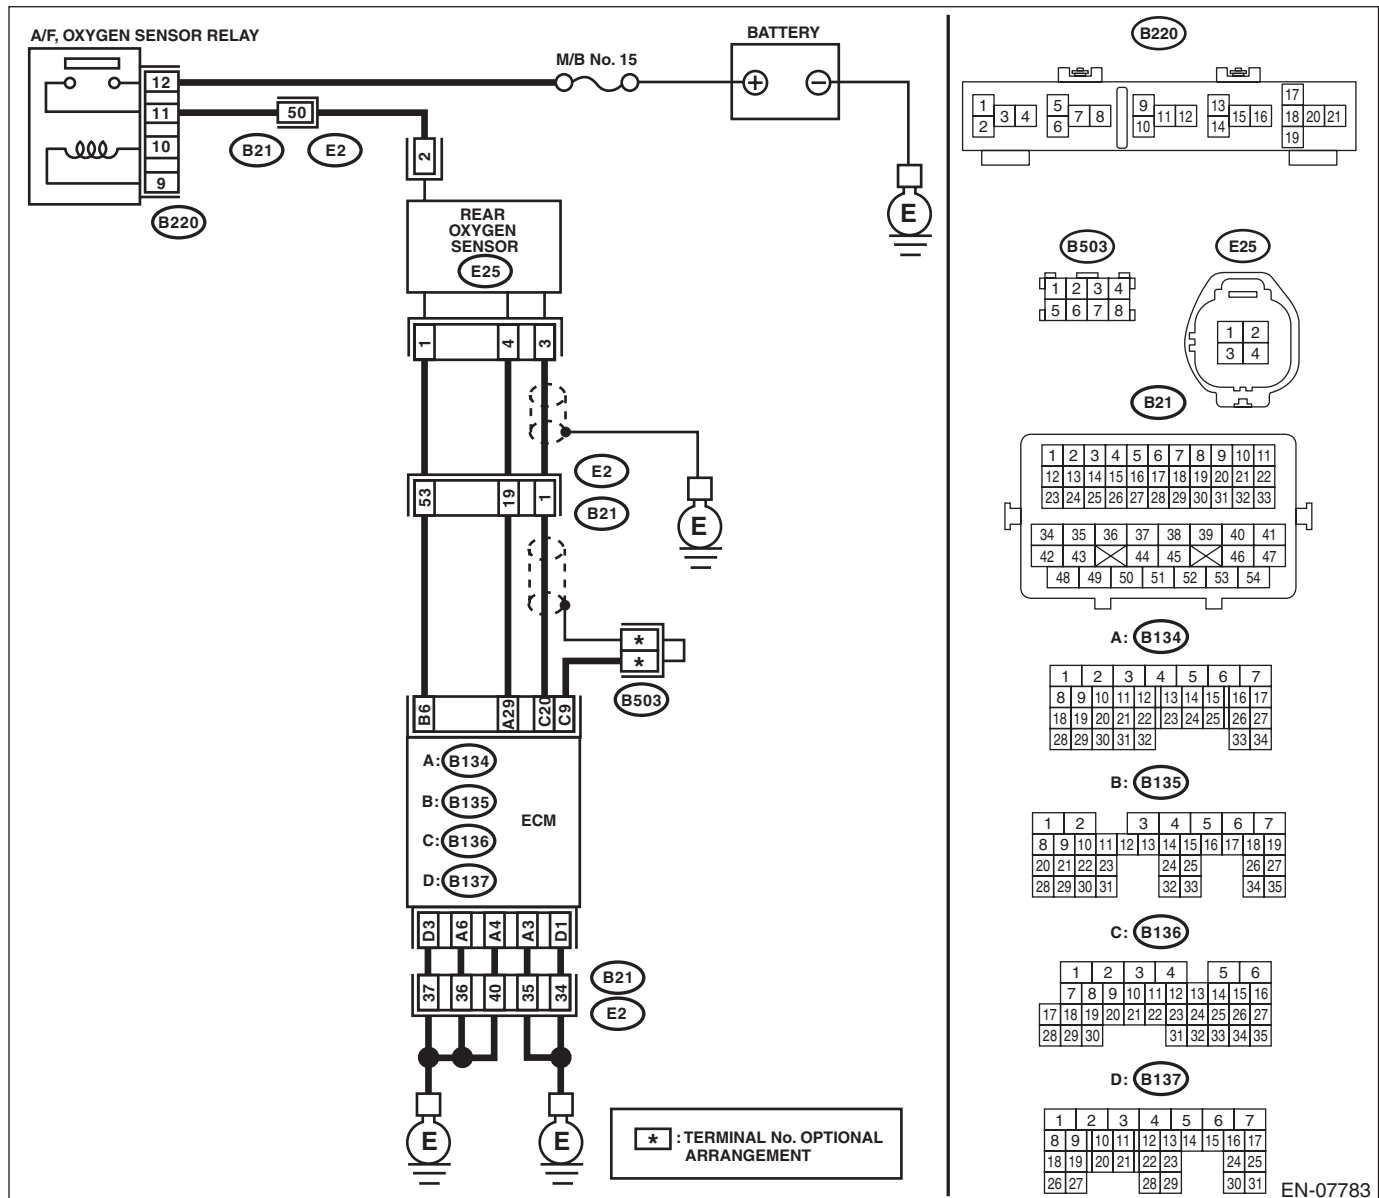 A/F, OXYGEN SENSOR RELAY
BATTERY
M/B No. 15
12
11
10
9
50
B21
E2
B220
2
REAR
OXYGEN
SENSOR
E25
E
1
4
3
E2
B21
53
19
1
E
*
*
B503
B6
A29
C20
C9
A: B134
B: B135
C: B136
D: B137
ECM
D3
A6
A4
A3
D1
37
36
40
35
34
B21
E2
E
E
* : TERMINAL No. OPTIONAL
ARRANGEMENT
B220
1 5 9 13 17
3 4 7 8 11 12 15 16 18 20 21
2 6 10 14 19
B503
1 2 3 4
5 6 7 8
E25
1 2
3 4
B21
1 2 3 4 5 6 7 8 9 10 11
12 13 14 15 16 17 18 19 20 21 22
23 24 25 26 27 28 29 30 31 32 33
34 35 36 37 38 39 40 41
42 43 44 45 46 47
48 49 50 51 52 53 54
A: B134
1 2 3 4 5 6 7
8 9 10 11 12 13 14 15 16 17
18 19 20 21 22 23 24 25 26 27
28 29 30 31 32 33 34
B: B135
1 2 3 4 5 6 7
8 9 10 11 12 13 14 15 16 17 18 19
20 21 22 23 24 25 26 27
28 29 30 31 32 33 34 35
C: B136
1 2 3 4 5 6
7 8 9 10 11 12 13 14 15 16
17 18 19 20 21 22 23 24 25 26 27
28 29 30 31 32 33 34 35
D: B137
1 2 3 4 5 6 7
8 9 10 11 12 13 14 15 16 17
18 19 20 21 22 23 24 25
26 27 28 29 30 31
EN-07783